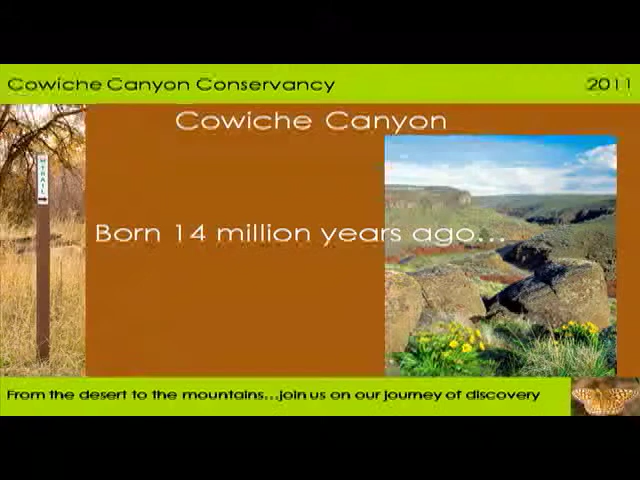 Cowiche Canyon Conservancy 2011
Cowiche Canyon
TRAIL
Born 14 million years ago...
From the desert to the mountains...join us on our journey of discovery